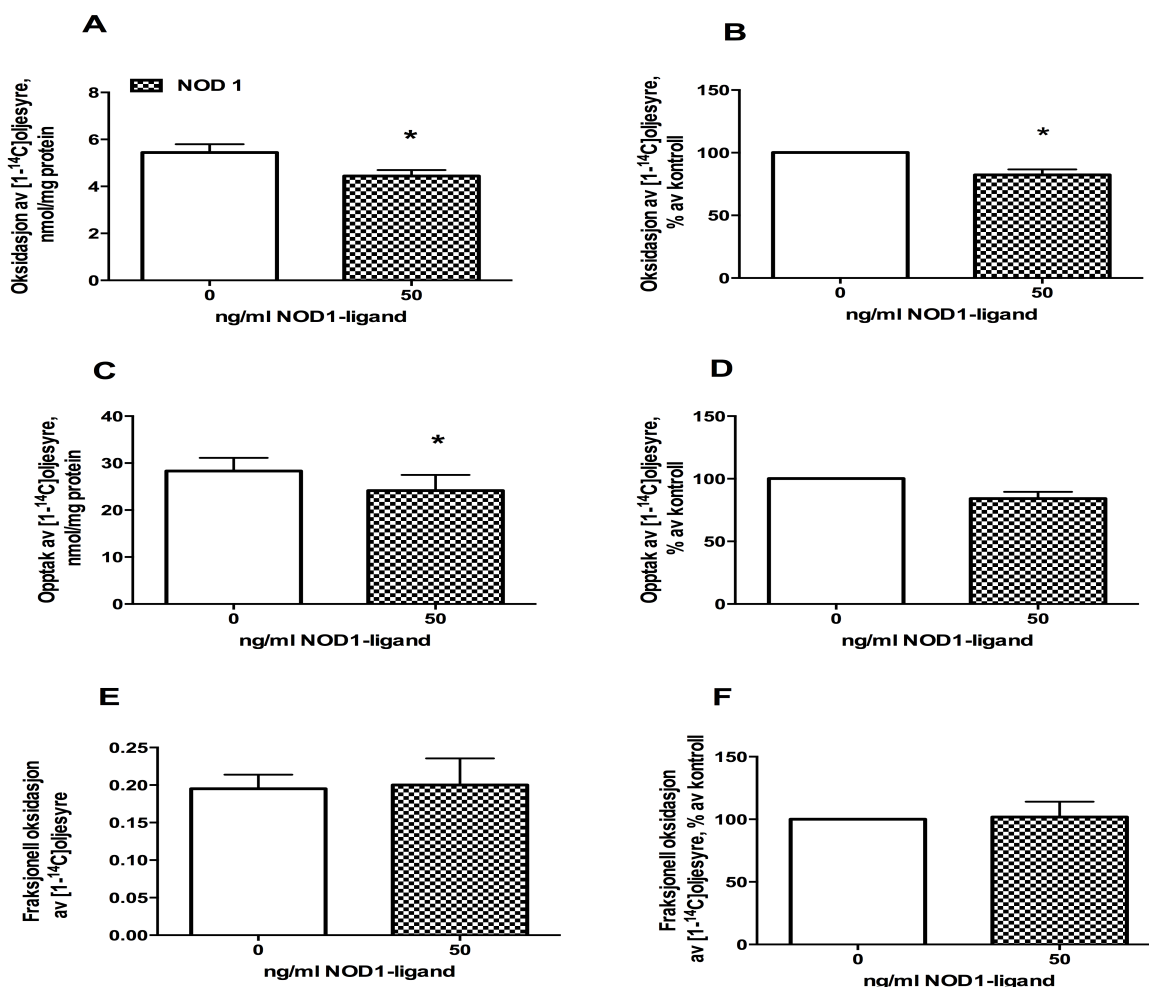 A
Oksidasjon av [1-¹⁴C]oljesyre,
nmol/mg protein
NOD 1
8
6
4
2
0
*
0
50
ng/ml NOD1-ligand
B
Oksidasjon av [1-¹⁴C]oljesyre,
% av kontroll
150
100
50
0
*
0
50
ng/ml NOD1-ligand
C
Opptak av [1-¹⁴C]oljesyre,
nmol/mg protein
40
30
20
10
0
*
0
50
ng/ml NOD1-ligand
D
Opptak av [1-¹⁴C]oljesyre,
% av kontroll
150
100
50
0
0
50
ng/ml NOD1-ligand
E
Fraksjonell oksidasjon
av [1-¹⁴C]oljesyre
0.25
0.20
0.15
0.10
0.05
0.00
0
50
ng/ml NOD1-ligand
F
Fraksjonell oksidasjon
av [1-¹⁴C]oljesyre, % av kontroll
150
100
50
0
0
50
ng/ml NOD1-ligand